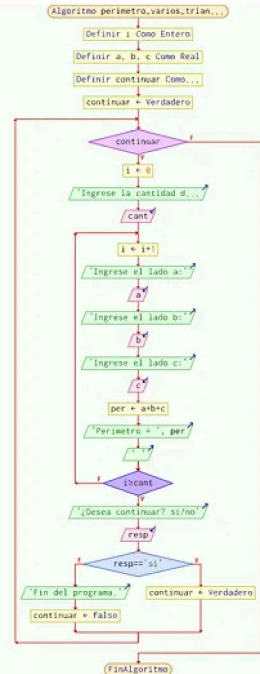 Algoritmo perimetro_varios_trian...
Definir i Como Entero
Definir a, b, c Como Real
Definir continuar Como...
continuar ← Verdadero
continuar
F
V
i ← 0
'Ingrese la cantidad d...
cant
i ← i+1
'Ingrese el lado a:'
a
'Ingrese el lado b:'
b
'Ingrese el lado c:'
c
per ← a+b+c
'Perimetro = ', per
' '
i≥cant
F
V
'¿Desea continuar? si/no'
resp
resp=='si'
F
V
'Fin del programa.'
continuar ← Verdadero
continuar ← falso
FinAlgoritmo